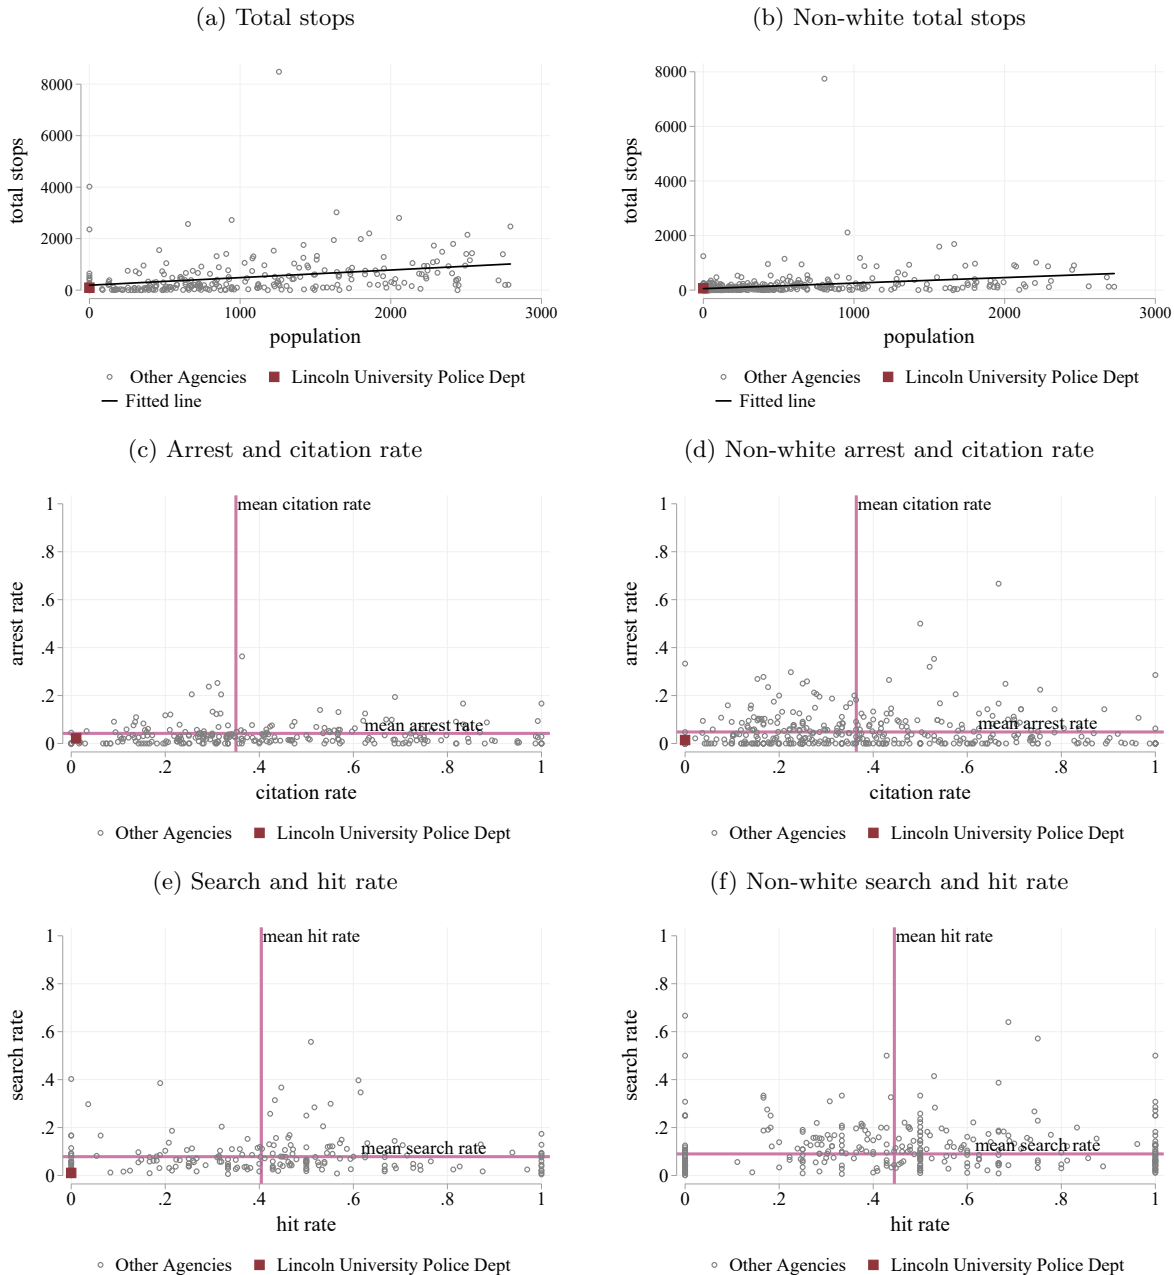 (a) Total stops
(b) Non-white total stops
total stops
8000
6000
4000
2000
0
0 1000 2000 3000
population
Other Agencies Lincoln University Police Dept
Fitted line
total stops
8000
6000
4000
2000
0
0 1000 2000 3000
population
Other Agencies Lincoln University Police Dept
Fitted line
(c) Arrest and citation rate
(d) Non-white arrest and citation rate
arrest rate
1
.8
.6
.4
.2
0
mean citation rate
mean arrest rate
0 .2 .4 .6 .8 1
citation rate
Other Agencies Lincoln University Police Dept
arrest rate
1
.8
.6
.4
.2
0
mean citation rate
mean arrest rate
0 .2 .4 .6 .8 1
citation rate
Other Agencies Lincoln University Police Dept
(e) Search and hit rate
(f) Non-white search and hit rate
search rate
1
.8
.6
.4
.2
0
mean hit rate
mean search rate
0 .2 .4 .6 .8 1
hit rate
Other Agencies Lincoln University Police Dept
search rate
1
.8
.6
.4
.2
0
mean hit rate
mean search rate
0 .2 .4 .6 .8 1
hit rate
Other Agencies Lincoln University Police Dept